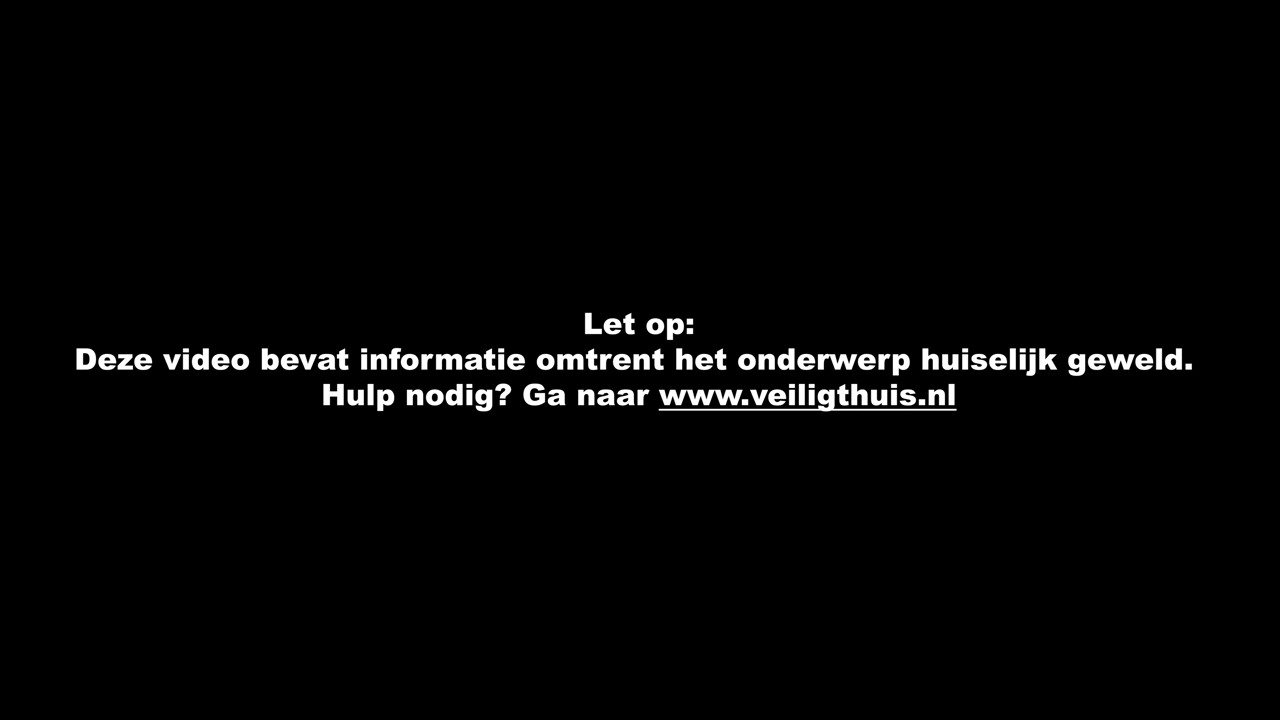 Let op:
Deze video bevat informatie omtrent het onderwerp huiselijk geweld.
Hulp nodig? Ga naar www.veiligthuis.nl